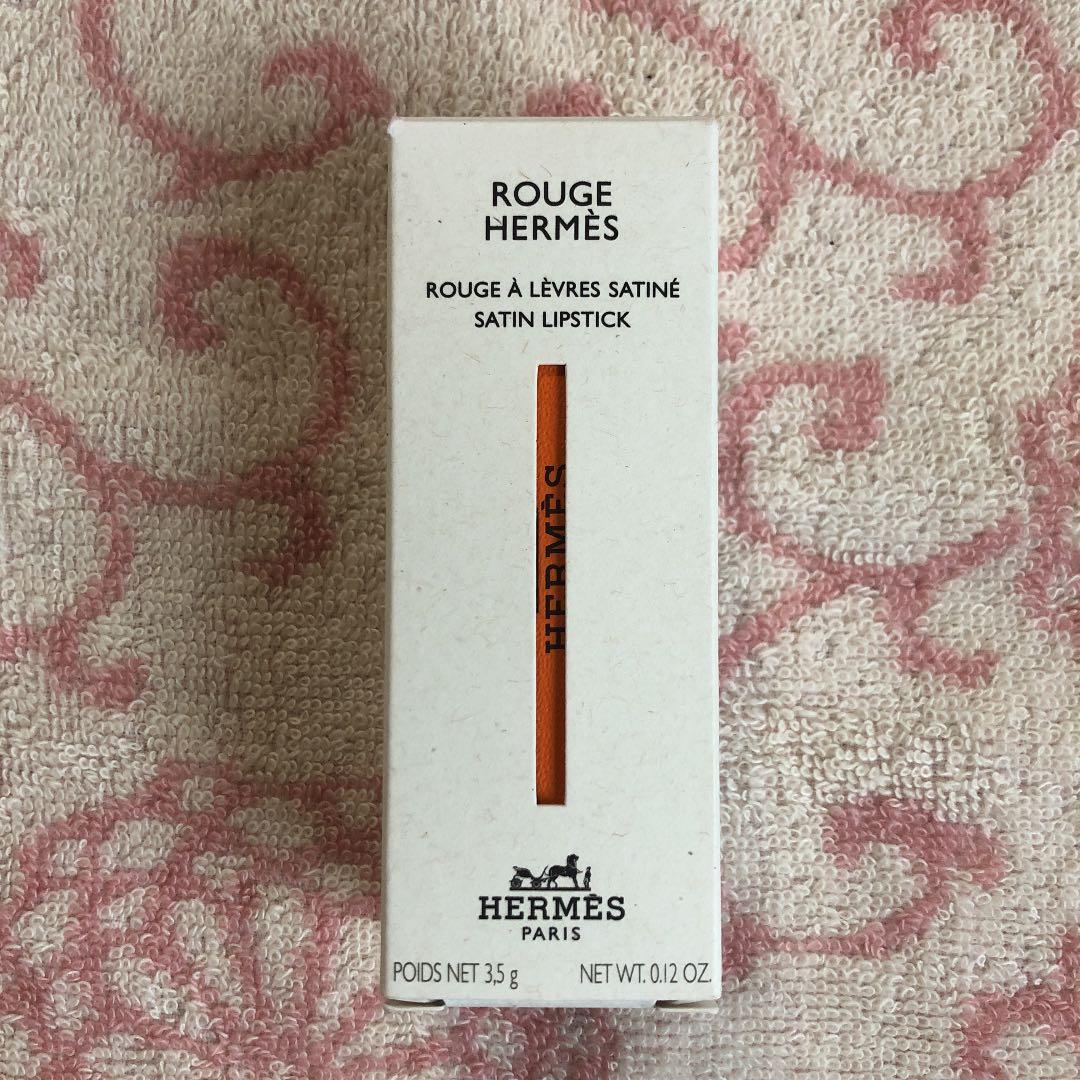 ROUGE
HERMÈS
ROUGE À LÈVRES SATINÉ
SATIN LIPSTICK
HERMÈS
HERMÈS
PARIS
POIDS NET 3,5 g NET WT. 0.12 OZ.